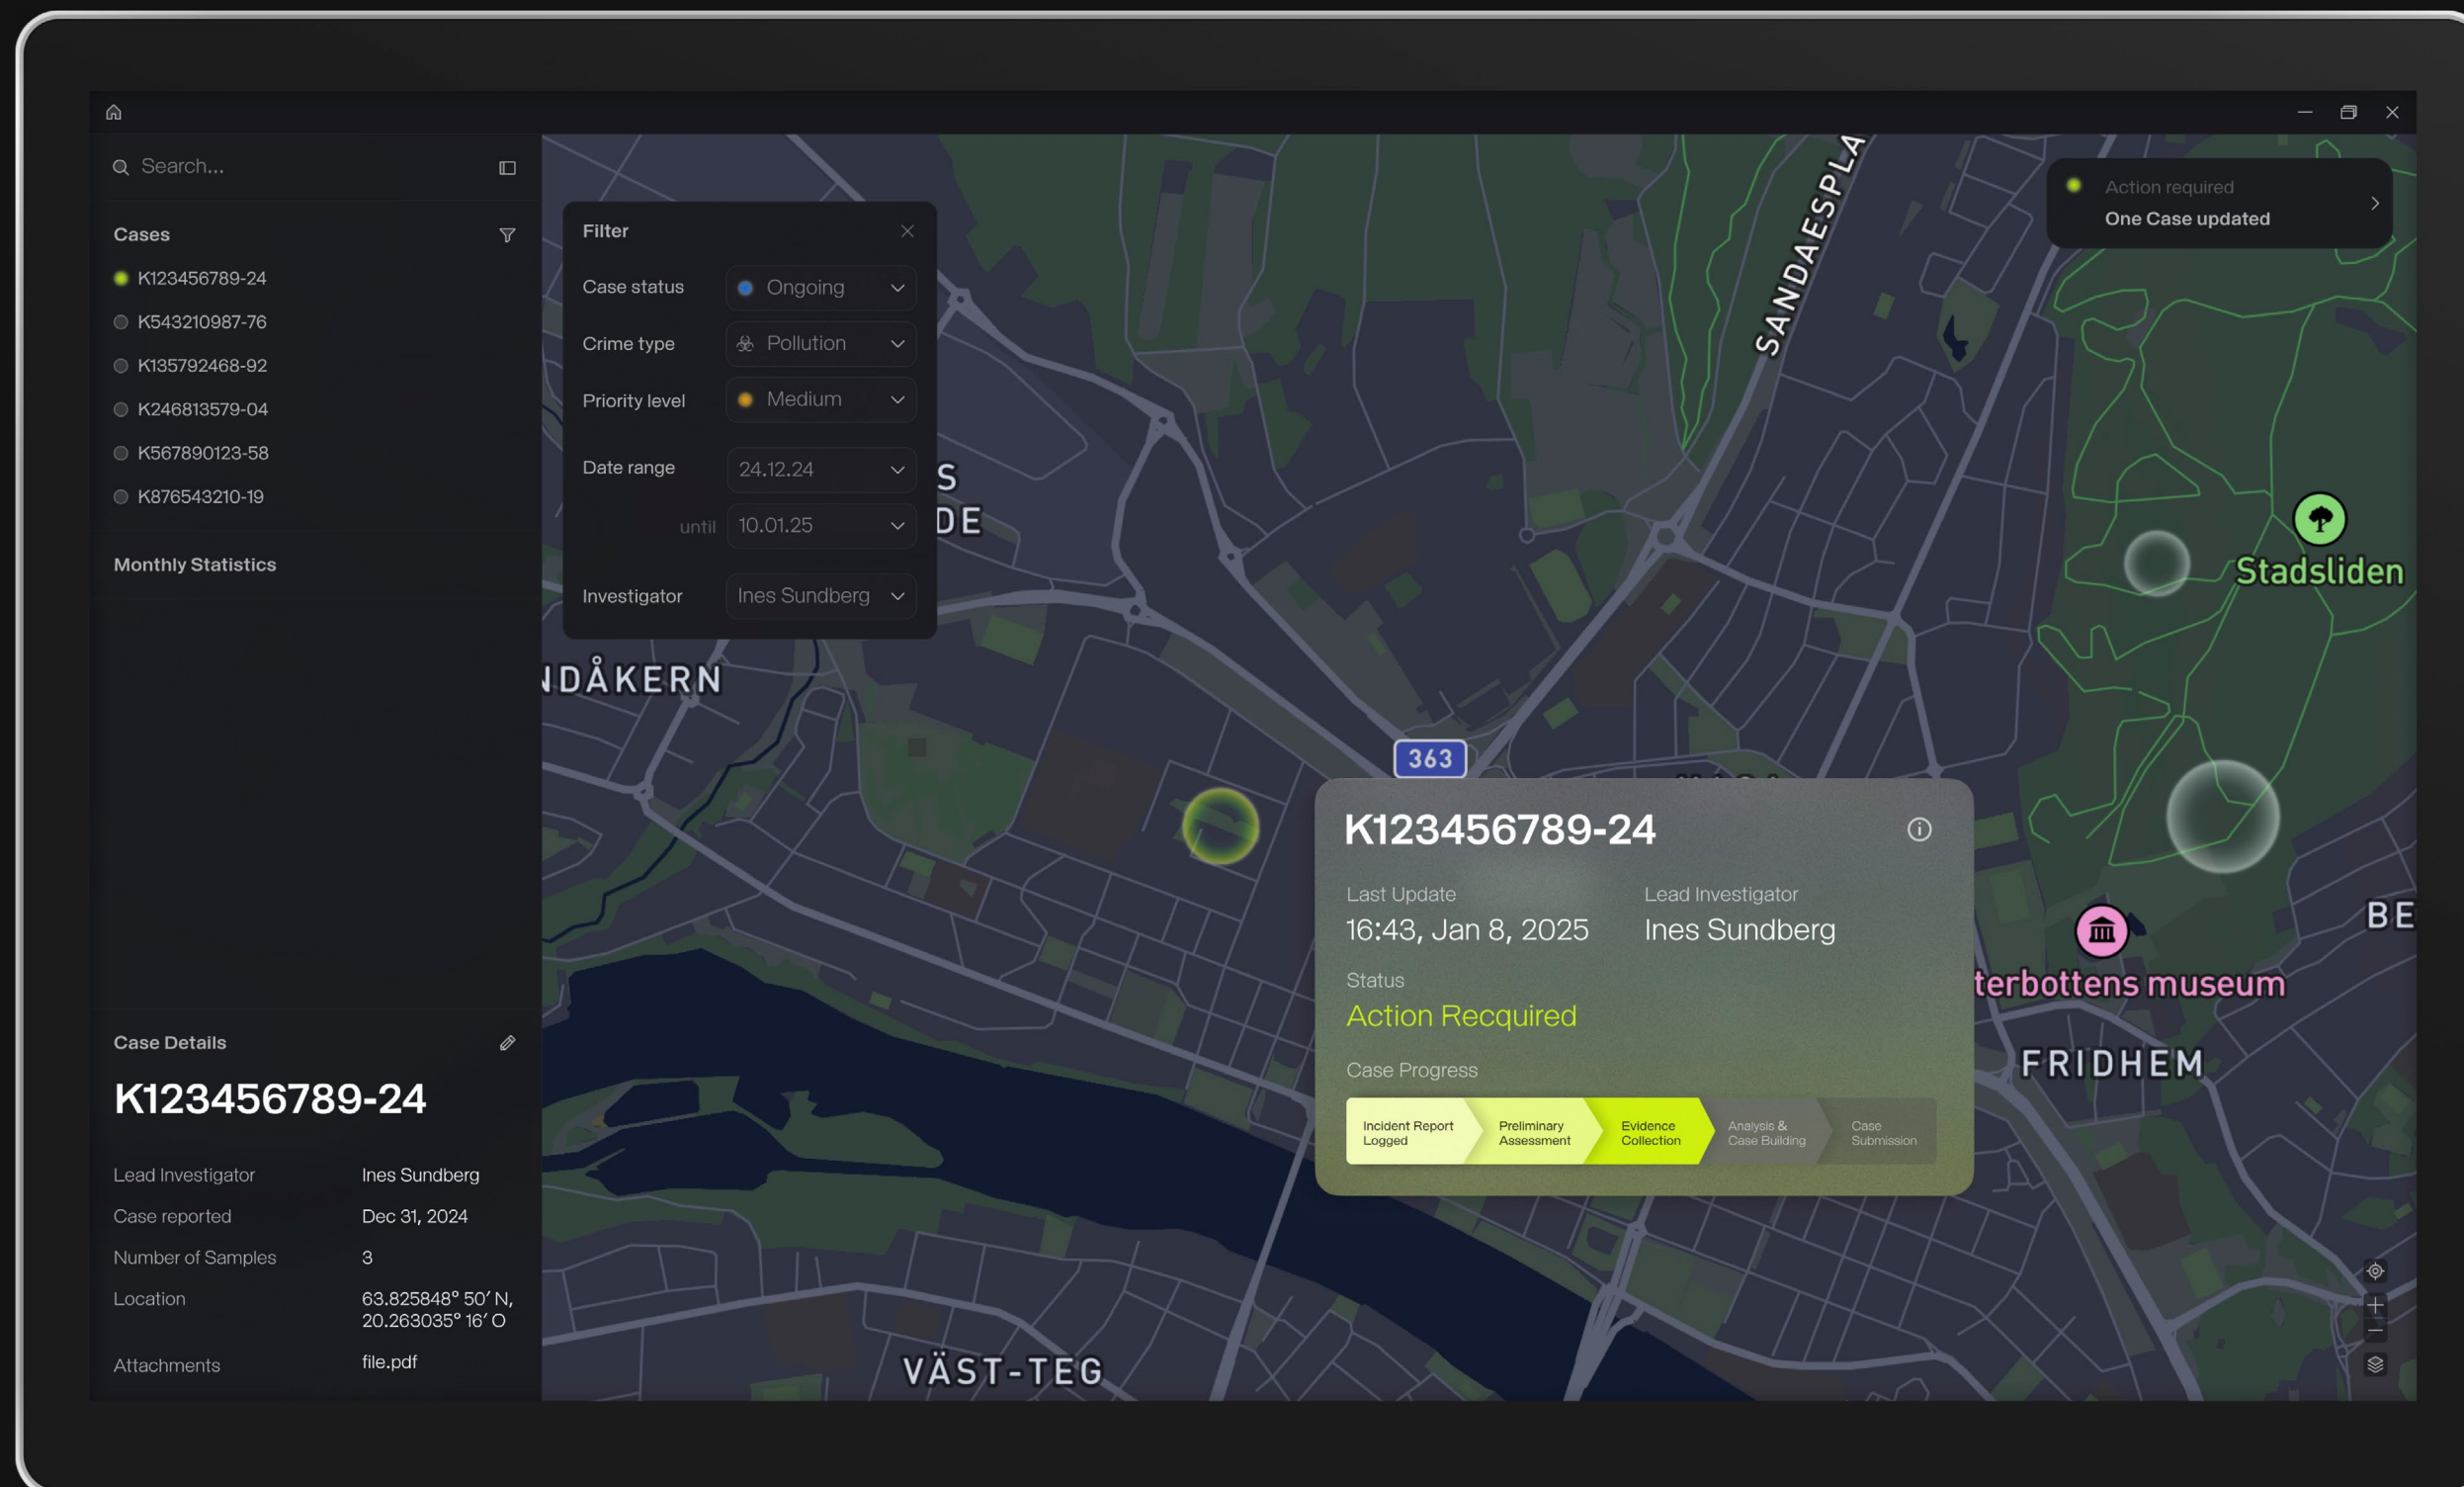 Search...
Cases
K123456789-24
K543210987-76
K135792468-92
K246813579-04
K567890123-58
K876543210-19
Monthly Statistics
Case Details
K123456789-24
Lead Investigator Ines Sundberg
Case reported Dec 31, 2024
Number of Samples 3
Location 63.825848° 50′ N,
20.263035° 16′ O
Attachments file.pdf
Filter
Case status Ongoing
Crime type Pollution
Priority level Medium
Date range 24.12.24
until 10.01.25
Investigator Ines Sundberg
Action required
One Case updated
SANDAESPLA
S
DE
Stadsliden
NDÅKERN
363
K123456789-24
Last Update Lead Investigator
16:43, Jan 8, 2025 Ines Sundberg
Status
Action Recquired
Case Progress
Incident Report
Logged
Preliminary
Assessment
Evidence
Collection
Analysis &
Case Building
Case
Submission
BE
terbottens museum
FRIDHEM
VÄST-TEG